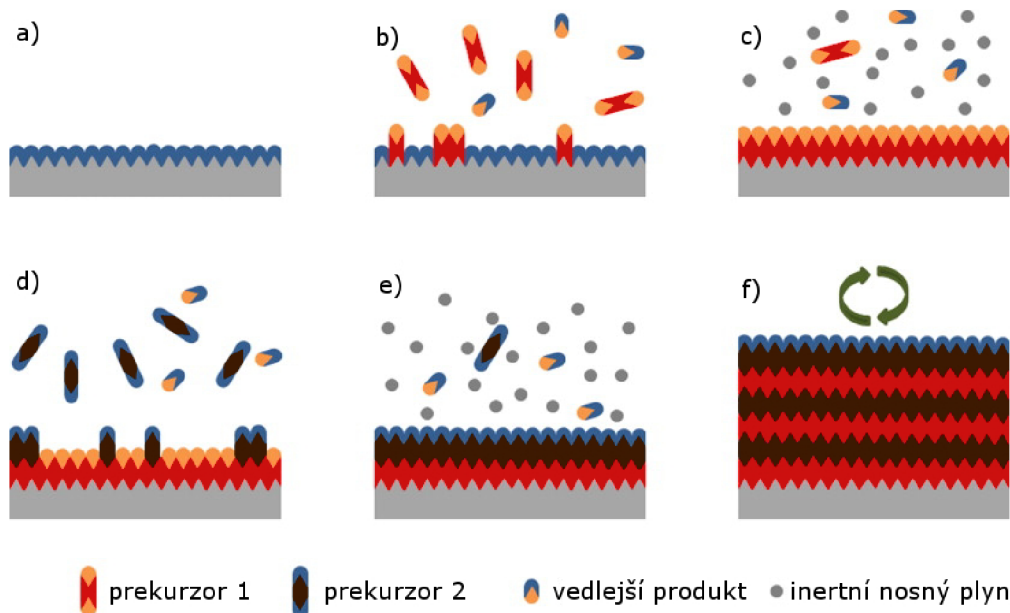 a)
b)
c)
d)
e)
f)
prekurzor 1
prekurzor 2
vedlejší produkt
inertní nosný plyn